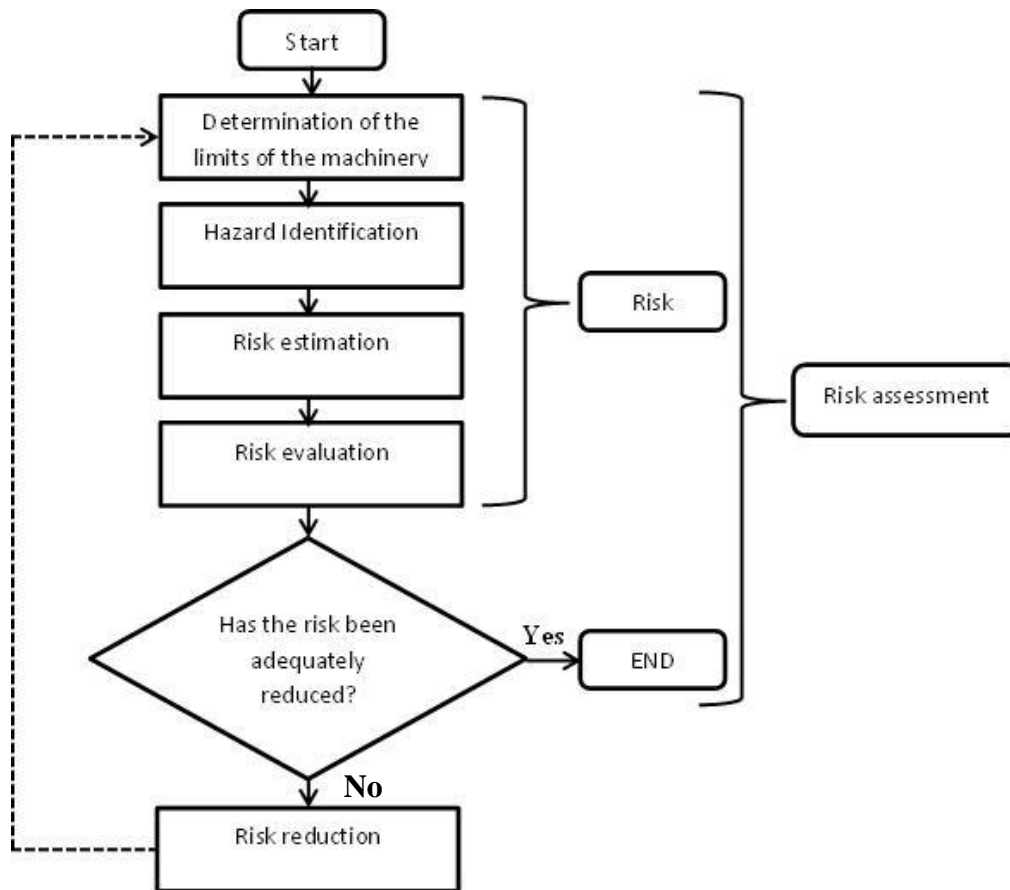 Start
Determination of the
limits of the machinery
Hazard Identification
Risk
Risk estimation
Risk assessment
Risk evaluation
Has the risk been
adequately
reduced?
Yes
END
No
Risk reduction